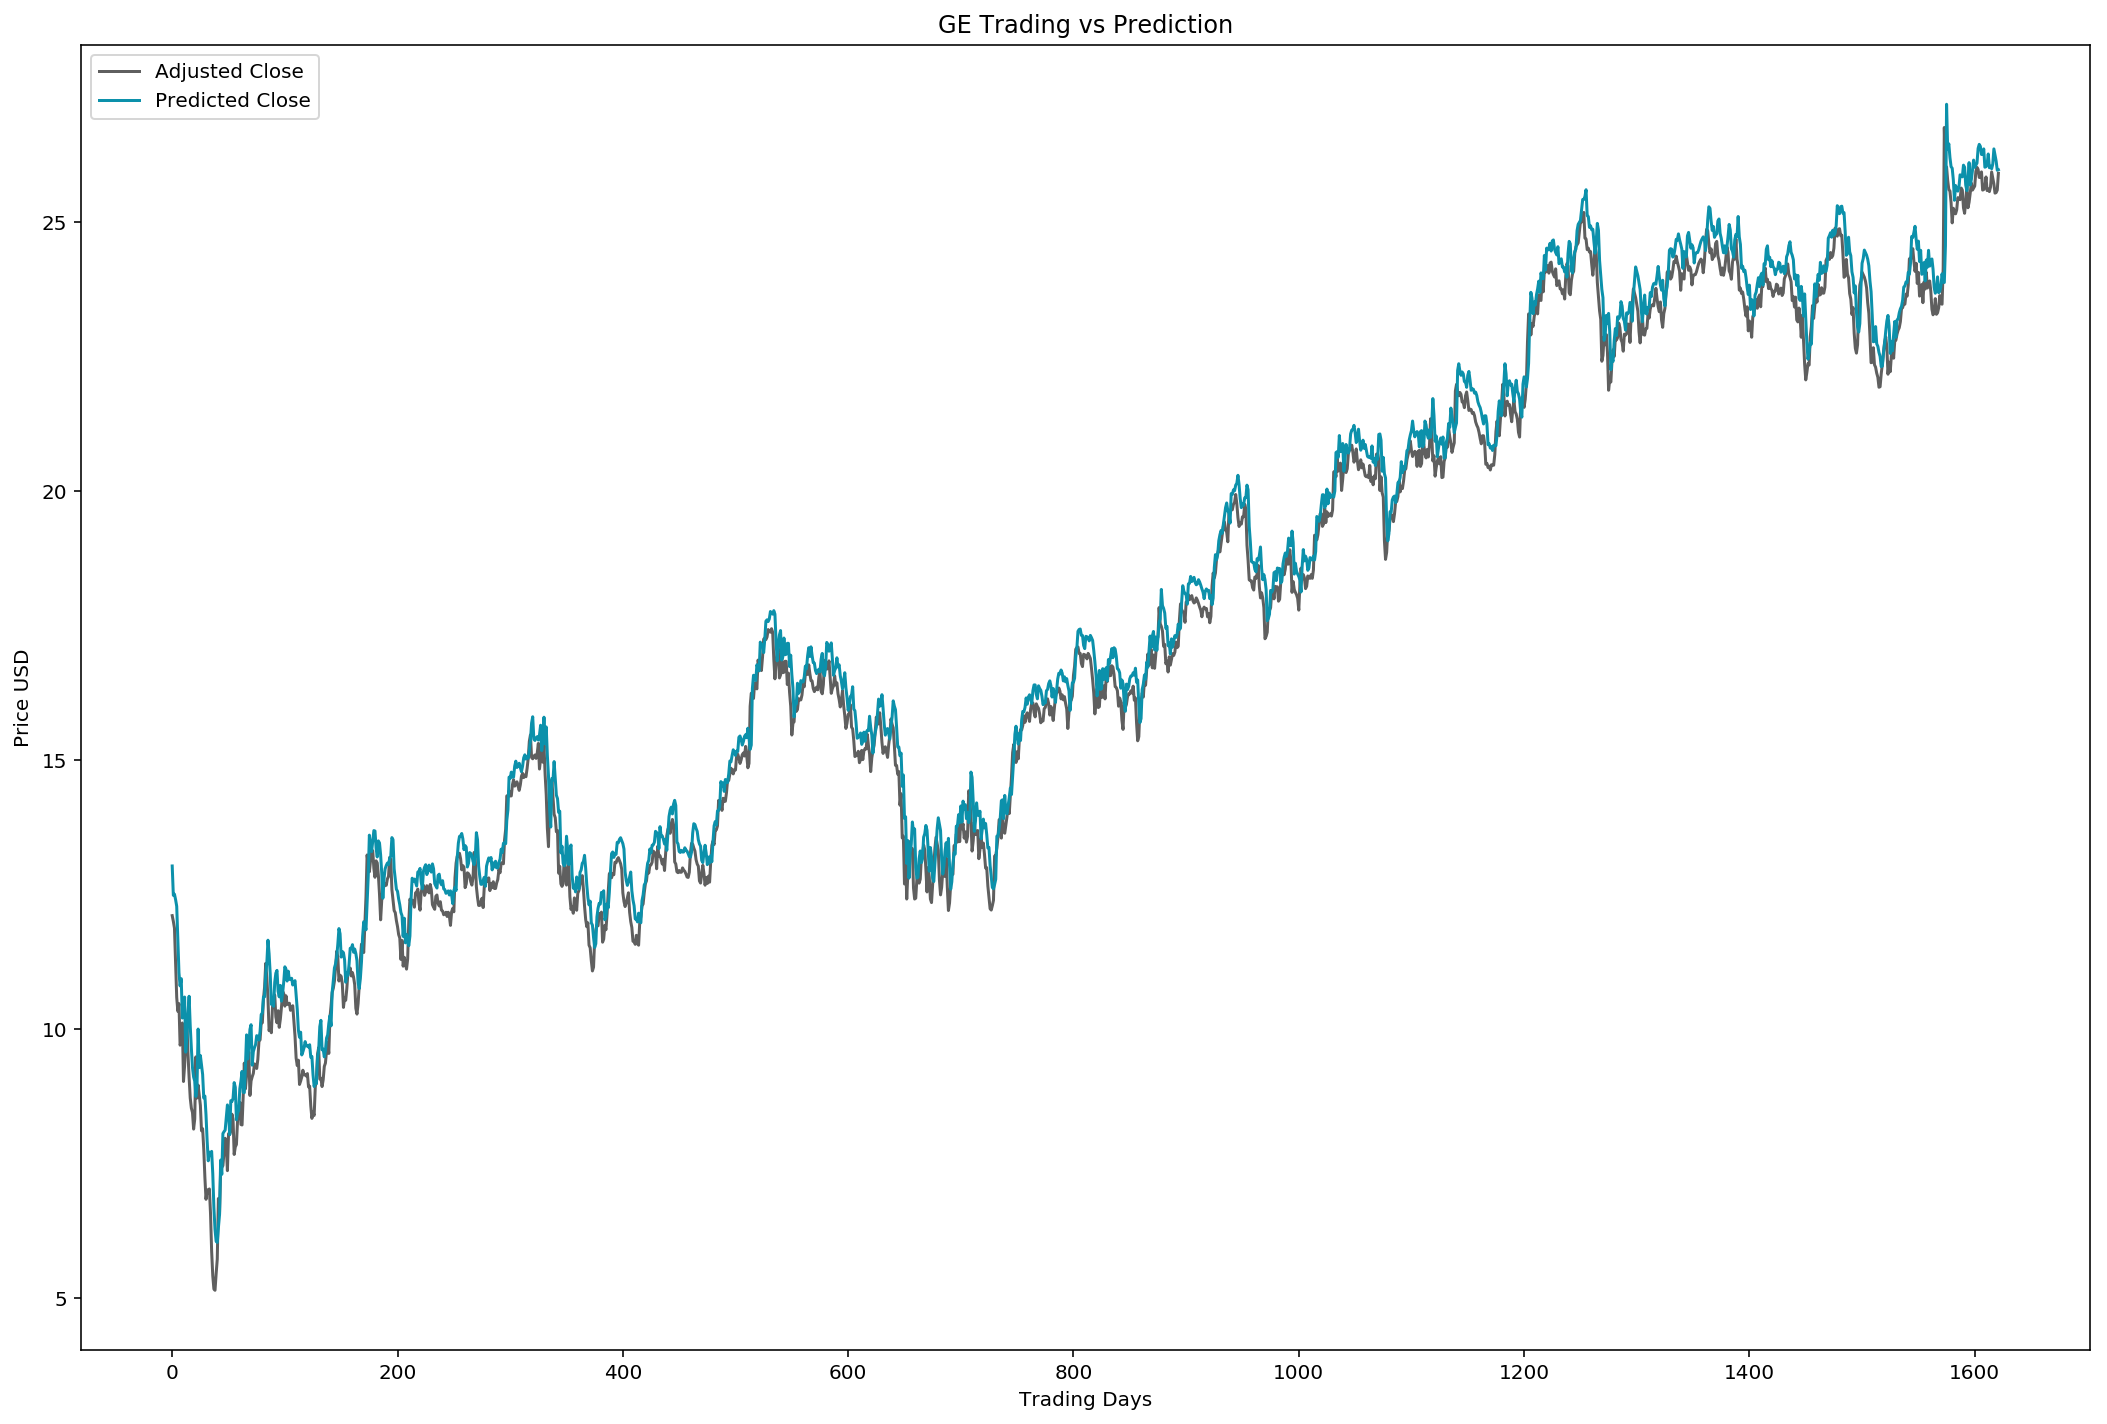 GE Trading vs Prediction
Adjusted Close
Predicted Close
Price USD
25
20
15
10
5
0 200 400 600 800 1000 1200 1400 1600
Trading Days